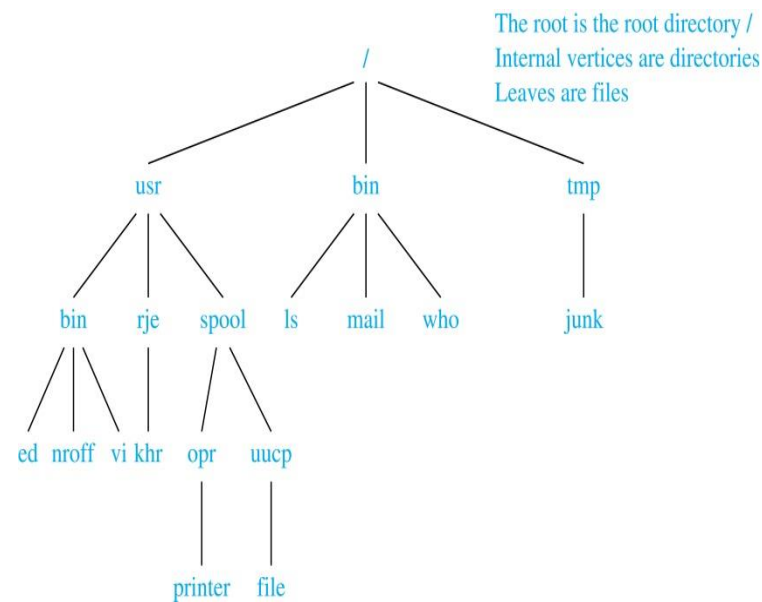 The root is the root directory /
/
Internal vertices are directories
Leaves are files
usr bin tmp
bin rje spool ls mail who junk
ed nroff vi khr opr uucp
printer file